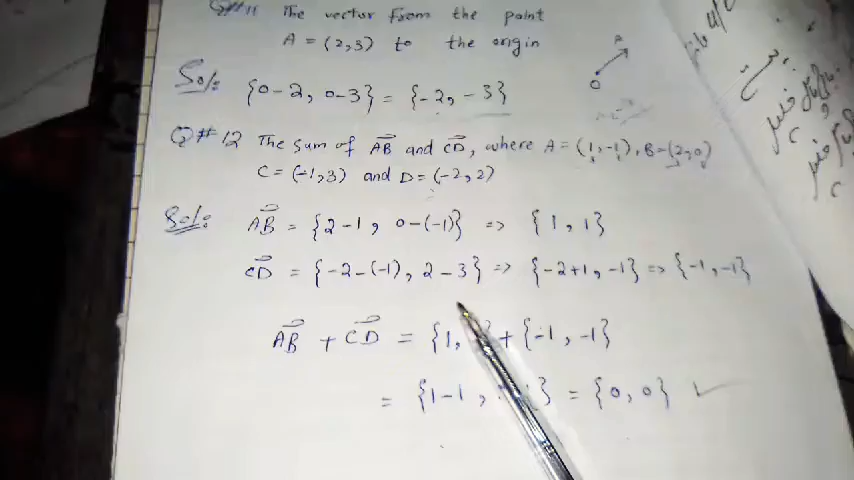 Q#11 The vector from the point
A = (2,3) to the origin
Sol: {0-2, 0-3} = {-2, -3}
A
O
Q#12 The Sum of AB and CD, where A = (1,-1), B=(2,0)
C = (-1,3) and D = (-2,2)
Sol: AB = {2-1, 0-(-1)} => {1,1}
CD = {-2-(-1), 2-3} => {-2+1, -1} => {-1,-1}
AB + CD = {1, } + {-1, -1}
= {1-1, } = {0,0} ✓